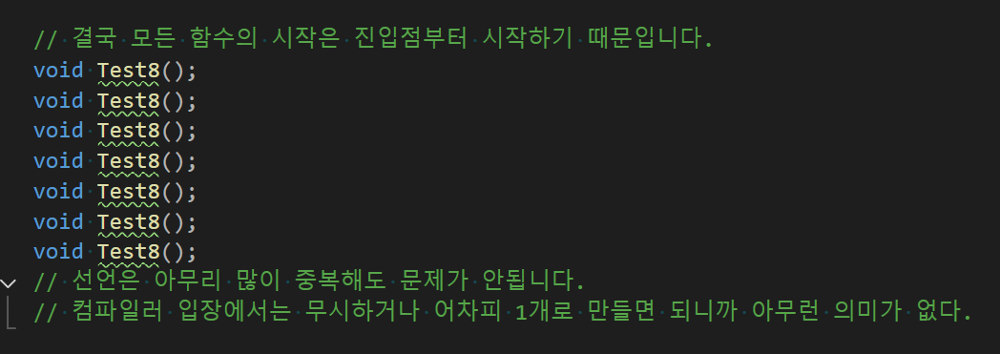 // 결국 모든 함수의 시작은 진입점부터 시작하기 때문입니다.
void Test8();
void Test8();
void Test8();
void Test8();
void Test8();
void Test8();
void Test8();
// 선언은 아무리 많이 중복해도 문제가 안됩니다.
// 컴파일러 입장에서는 무시하거나 어차피 1개로 만들면 되니까 아무런 의미가 없다.